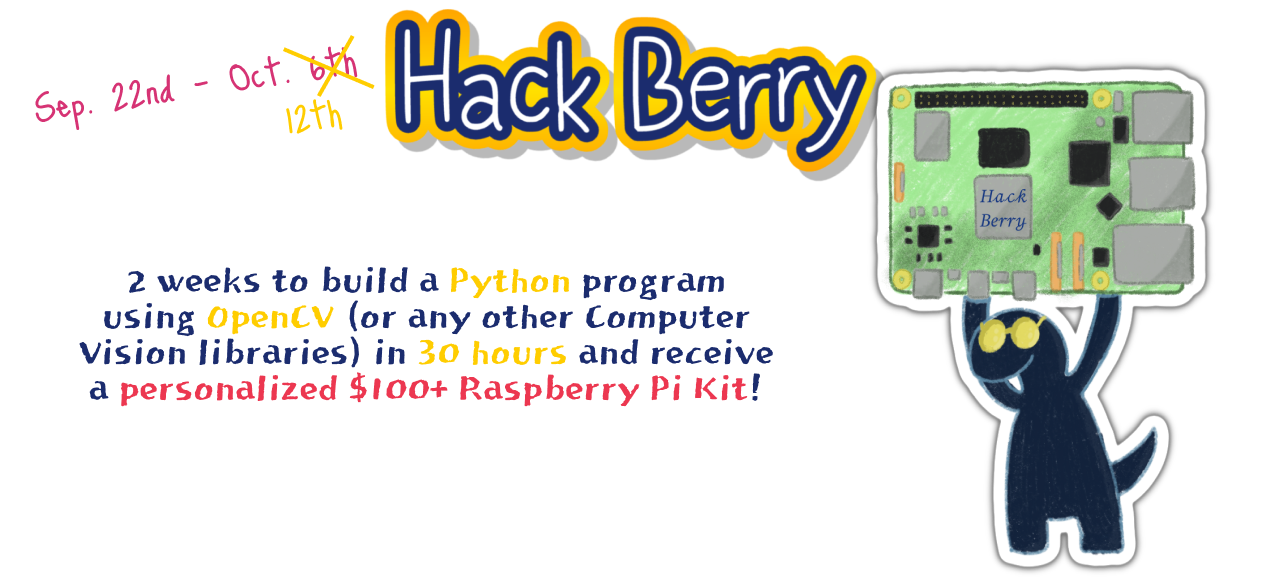 Sep. 22nd - Oct. 6th
12th
Hack Berry
Hack
Berry
2 weeks to build a Python program
using OpenCV (or any other Computer
Vision libraries) in 30 hours and receive
a personalized $100+ Raspberry Pi Kit!